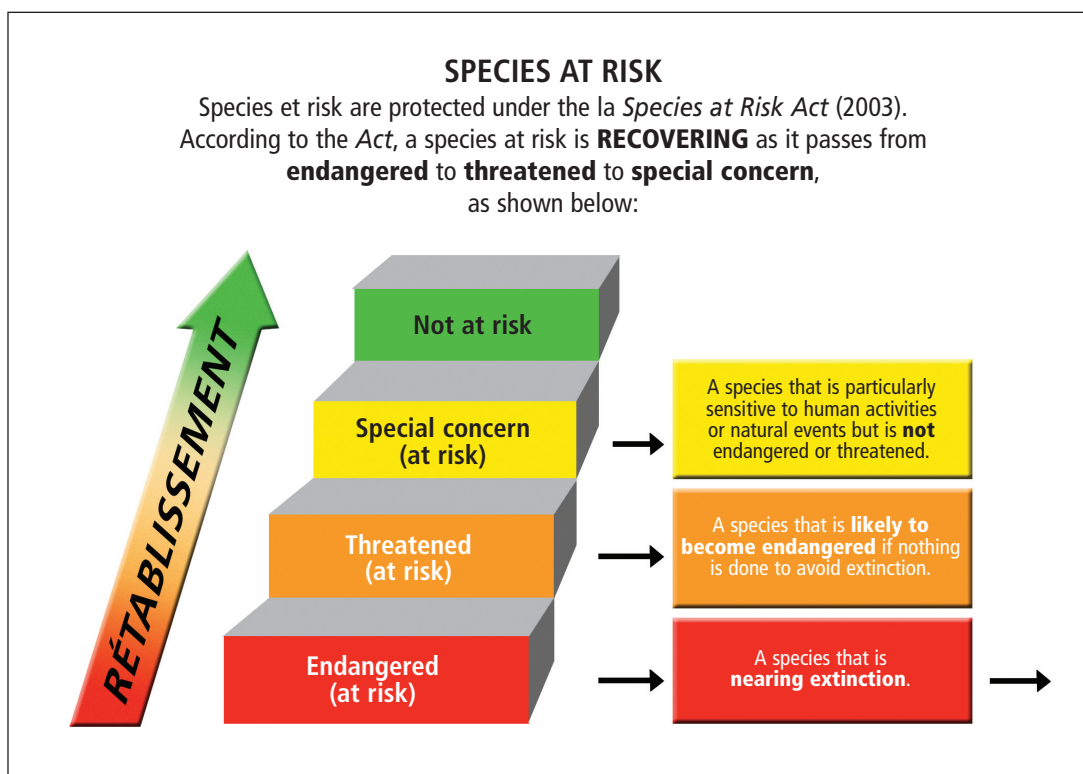 SPECIES AT RISK
Species et risk are protected under the la Species at Risk Act (2003).
According to the Act, a species at risk is RECOVERING as it passes from
endangered to threatened to special concern,
as shown below:
RÉTABLISSEMENT
Not at risk
Special concern
(at risk)
A species that is particularly
sensitive to human activities
or natural events but is not
endangered or threatened.
Threatened
(at risk)
A species that is likely to
become endangered if nothing
is done to avoid extinction.
Endangered
(at risk)
A species that is
nearing extinction.